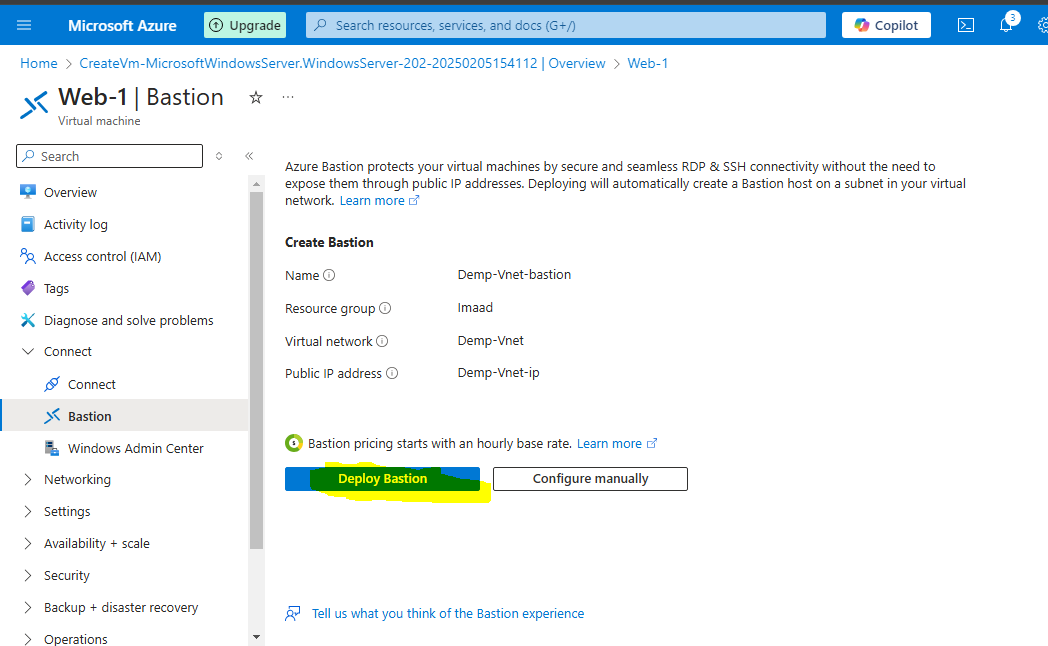 Microsoft Azure
Upgrade
Search resources, services, and docs (G+/)
Copilot
3
Home > CreateVm-MicrosoftWindowsServer.WindowsServer-202-20250205154112 | Overview > Web-1
Web-1 | Bastion
Virtual machine
Search
Overview
Activity log
Access control (IAM)
Tags
Diagnose and solve problems
Connect
Connect
Bastion
Windows Admin Center
Networking
Settings
Availability + scale
Security
Backup + disaster recovery
Operations
Azure Bastion protects your virtual machines by secure and seamless RDP & SSH connectivity without the need to
expose them through public IP addresses. Deploying will automatically create a Bastion host on a subnet in your virtual
network. Learn more
Create Bastion
Name Demp-Vnet-bastion
Resource group Imaad
Virtual network Demp-Vnet
Public IP address Demp-Vnet-ip
Bastion pricing starts with an hourly base rate. Learn more
Deploy Bastion
Configure manually
Tell us what you think of the Bastion experience